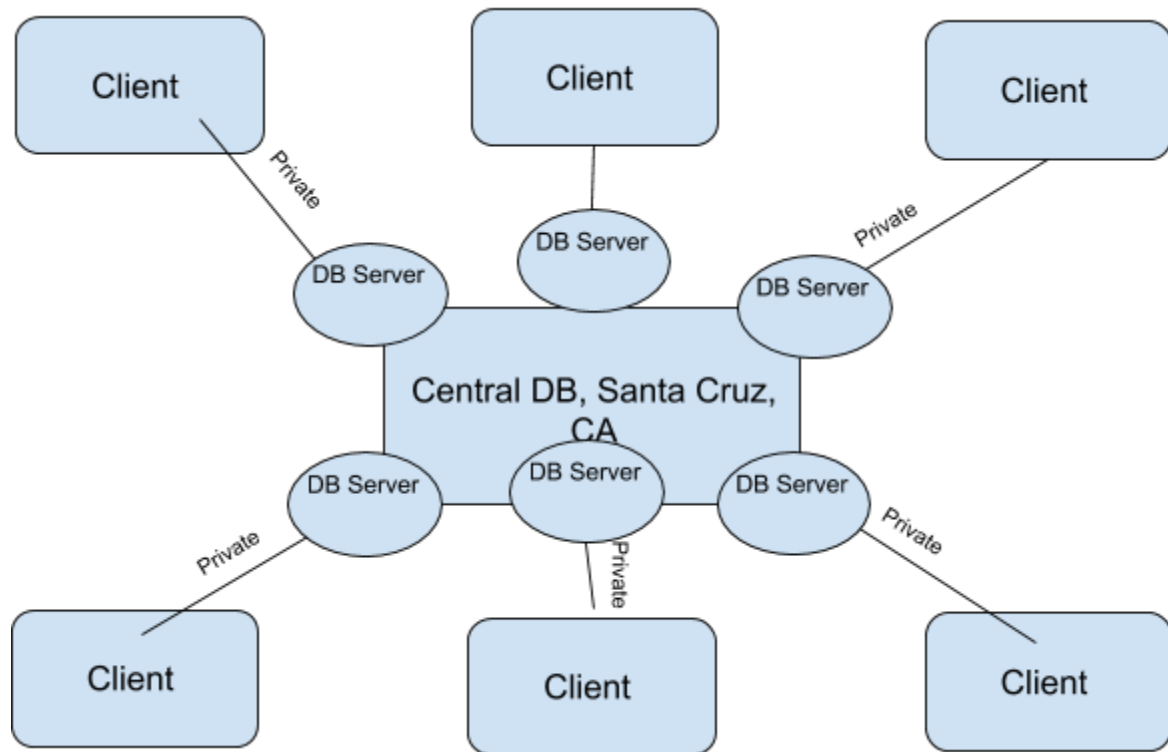 Client
Client
Client
Private
Private
DB Server
DB Server
DB Server
Central DB, Santa Cruz,
CA
DB Server
DB Server
DB Server
Private
Private
Private
Client
Client
Client